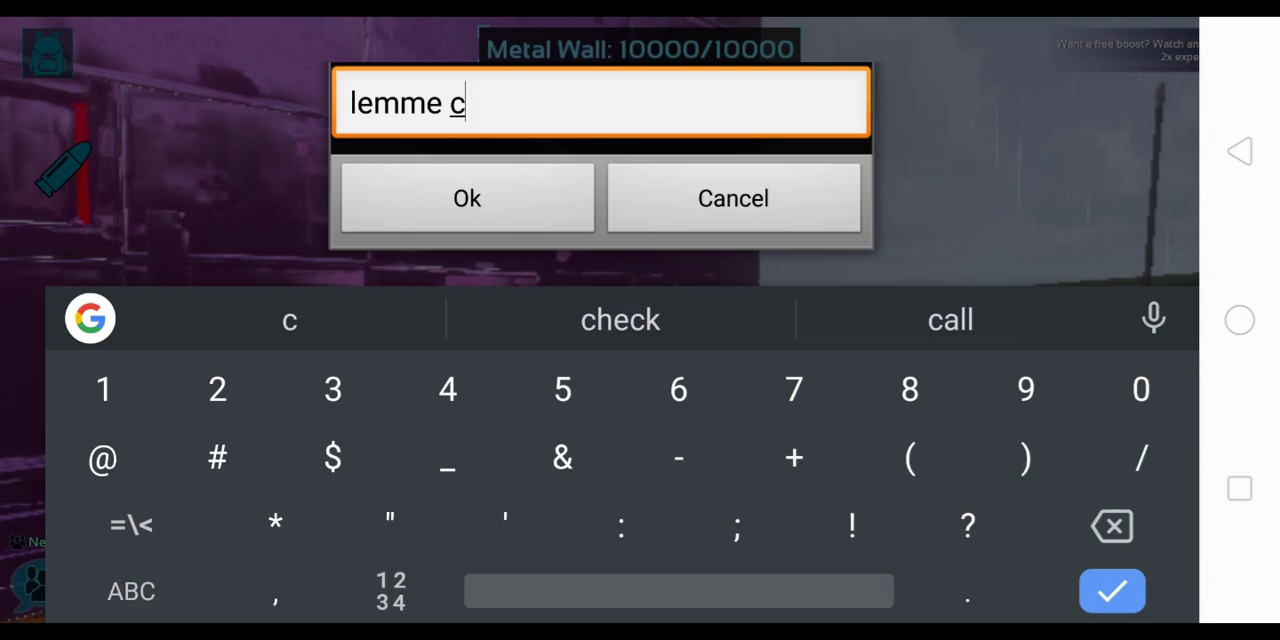 Metal Wall: 10000/10000
Want a free boost? Watch an
2x expe
lemme c
Ok
Cancel
c
check
call
1 2 3 4 5 6 7 8 9 0
@ # $ _ & - + ( ) /
=\< * " ' : ; ! ?
ABC , 12 .
34
Ne